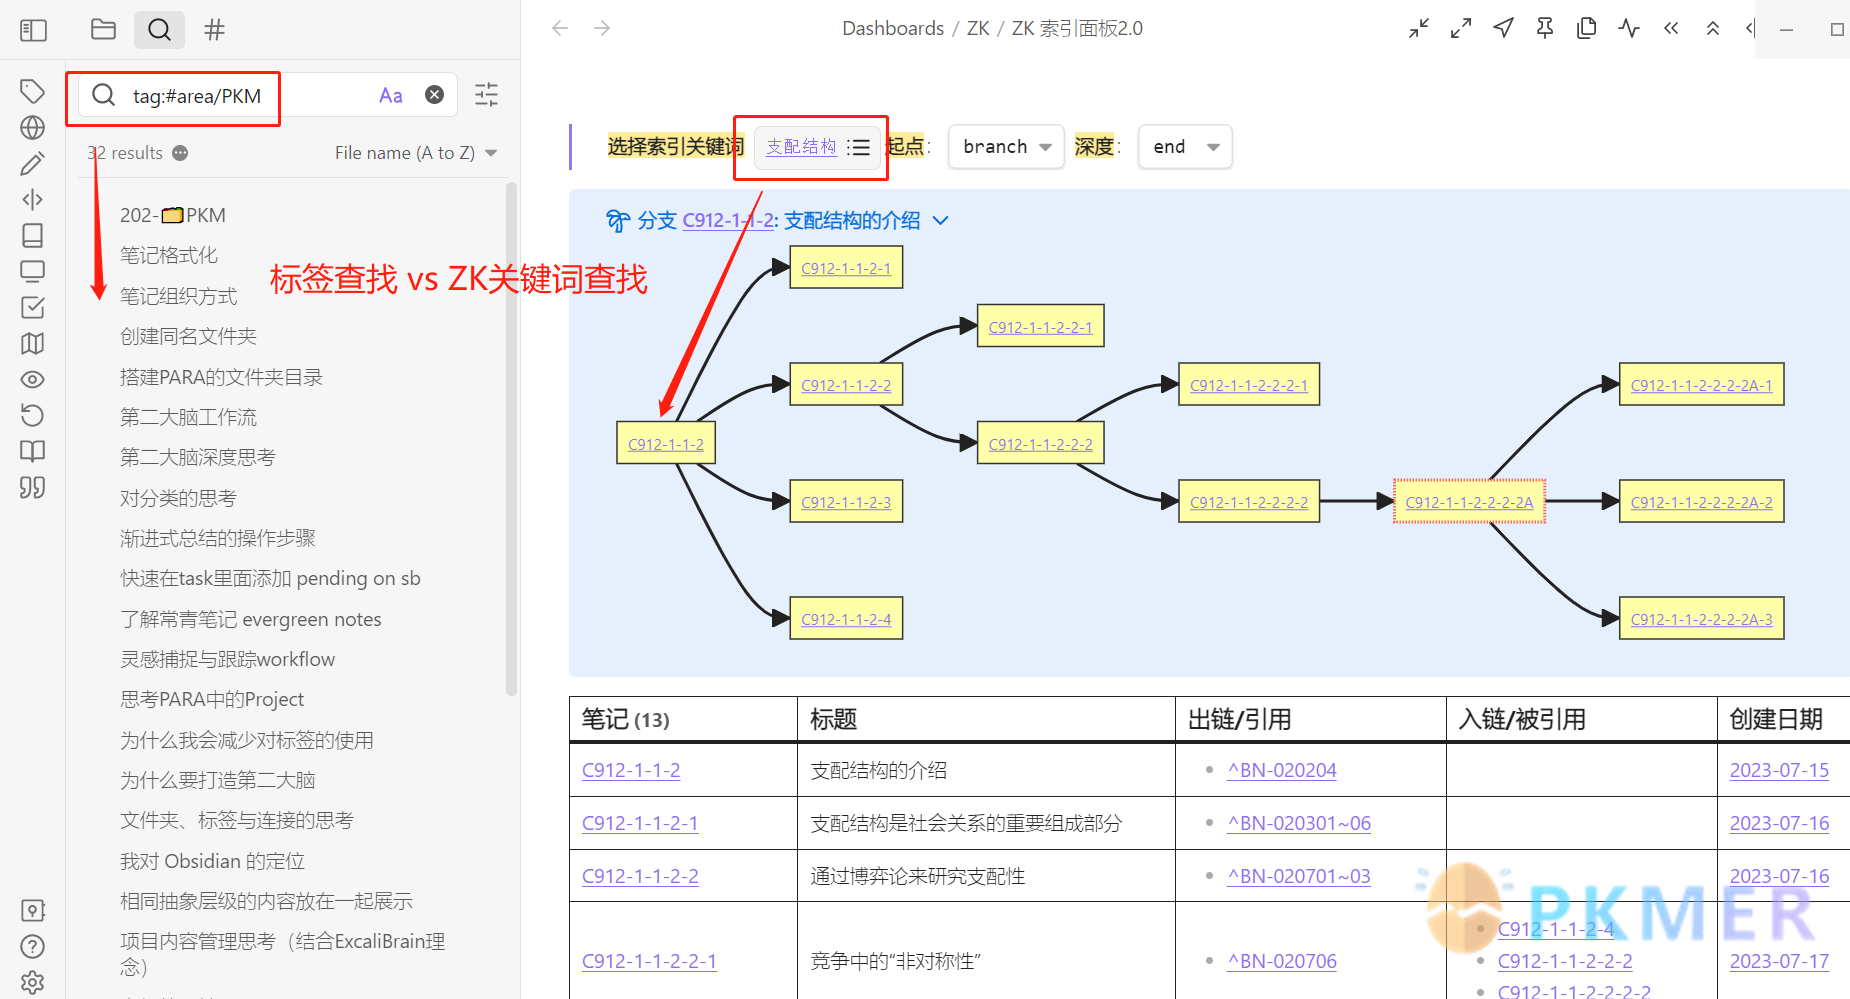 Dashboards / ZK / ZK 索引面板2.0
tag:#area/PKM
Aa
32 results
File name (A to Z)
202-🗂️PKM
笔记格式化
笔记组织方式
创建同名文件夹
搭建PARA的文件夹目录
第二大脑工作流
第二大脑深度思考
对分类的思考
渐进式总结的操作步骤
快速在task里面添加 pending on sb
了解常青笔记 evergreen notes
灵感捕捉与跟踪workflow
思考PARA中的Project
为什么我会减少对标签的使用
为什么要打造第二大脑
文件夹、标签与连接的思考
我对 Obsidian 的定位
相同抽象层级的内容放在一起展示
项目内容管理思考（结合ExcaliBrain理
念）
标签查找 vs ZK关键词查找
选择索引关键词 支配结构 起点: branch 深度: end
分支 C912-1-1-2: 支配结构的介绍
C912-1-1-2-1
C912-1-1-2-2-1
C912-1-1-2-2
C912-1-1-2-2-2-1
C912-1-1-2-2-2-2A-1
C912-1-1-2
C912-1-1-2-2-2
C912-1-1-2-3
C912-1-1-2-2-2-2
C912-1-1-2-2-2-2A
C912-1-1-2-2-2-2A-2
C912-1-1-2-4
C912-1-1-2-2-2-2A-3
笔记 (13) 标题 出链/引用 入链/被引用 创建日期
C912-1-1-2 支配结构的介绍 ^BN-020204 2023-07-15
C912-1-1-2-1 支配结构是社会关系的重要组成部分 ^BN-020301~06 2023-07-16
C912-1-1-2-2 通过博弈论来研究支配性 ^BN-020701~03 2023-07-16
C912-1-1-2-4
C912-1-1-2-2-1 竞争中的“非对称性” ^BN-020706 C912-1-1-2-2-2 2023-07-17
C912-1-1-2-2-2-2
PKMER